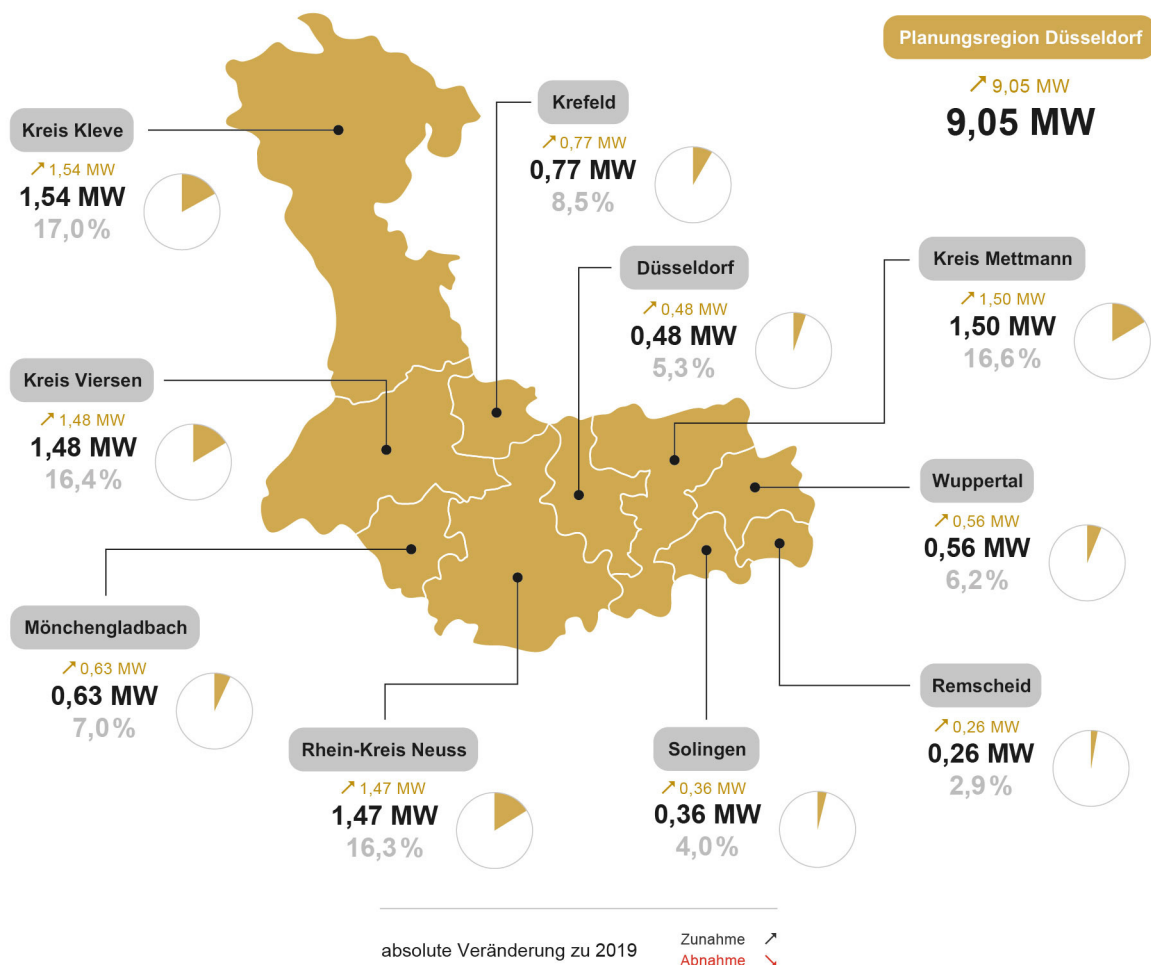 Planungsregion Düsseldorf
↗ 9,05 MW
9,05 MW
Kreis Kleve
↗ 1,54 MW
1,54 MW
17,0 %
Krefeld
↗ 0,77 MW
0,77 MW
8,5 %
Düsseldorf
↗ 0,48 MW
0,48 MW
5,3 %
Kreis Mettmann
↗ 1,50 MW
1,50 MW
16,6 %
Kreis Viersen
↗ 1,48 MW
1,48 MW
16,4 %
Wuppertal
↗ 0,56 MW
0,56 MW
6,2 %
Mönchengladbach
↗ 0,63 MW
0,63 MW
7,0 %
Rhein-Kreis Neuss
↗ 1,47 MW
1,47 MW
16,3 %
Solingen
↗ 0,36 MW
0,36 MW
4,0 %
Remscheid
↗ 0,26 MW
0,26 MW
2,9 %
absolute Veränderung zu 2019
Zunahme ↗
Abnahme ↘